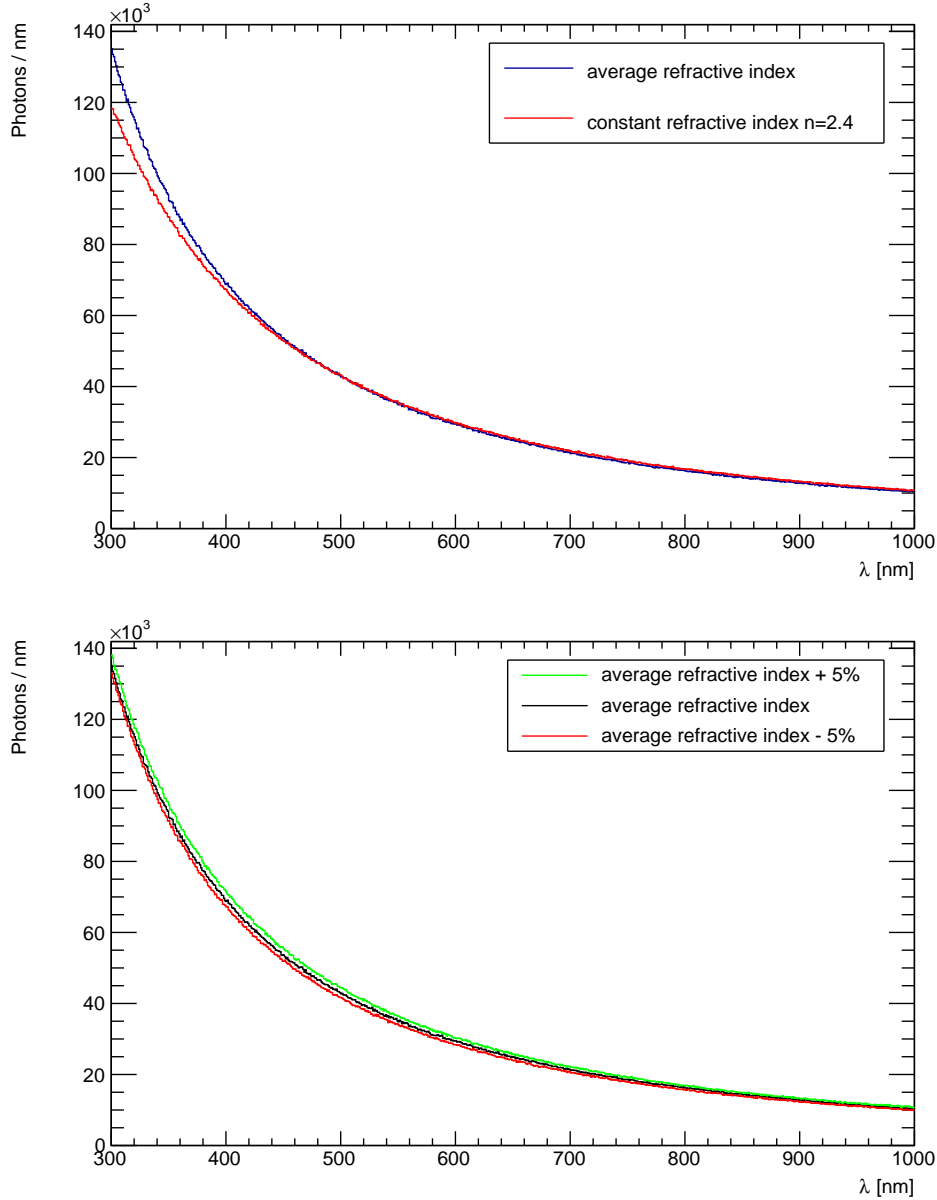 ×10³
Photons / nm
140
120
100
80
60
40
20
0
average refractive index
constant refractive index n=2.4
300 400 500 600 700 800 900 1000
λ [nm]
×10³
Photons / nm
140
120
100
80
60
40
20
0
average refractive index + 5%
average refractive index
average refractive index - 5%
300 400 500 600 700 800 900 1000
λ [nm]